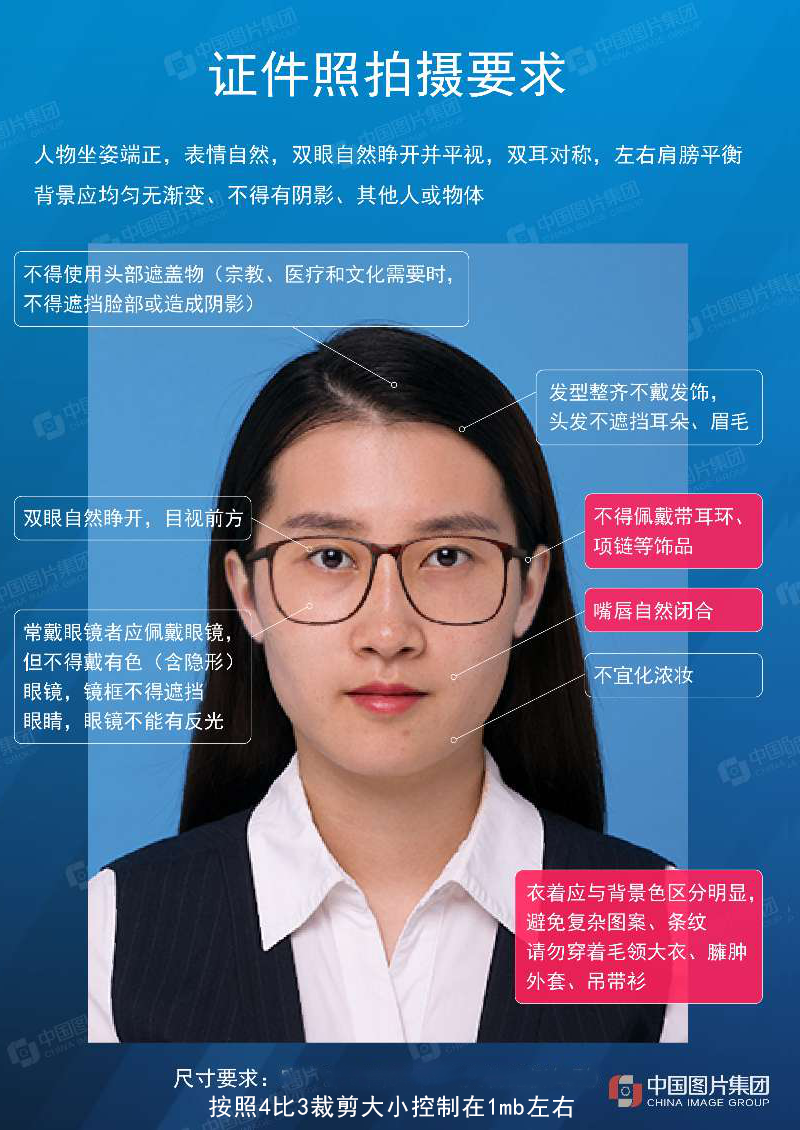 证件照拍摄要求
人物坐姿端正，表情自然，双眼自然睁开并平视，双耳对称，左右肩膀平衡
背景应均匀无渐变、不得有阴影、其他人或物体
不得使用头部遮盖物（宗教、医疗和文化需要时，
不得遮挡脸部或造成阴影）
发型整齐不戴发饰，
头发不遮挡耳朵、眉毛
双眼自然睁开，目视前方
不得佩戴带耳环、
项链等饰品
嘴唇自然闭合
常戴眼镜者应佩戴眼镜，
但不得戴有色（含隐形）
眼镜，镜框不得遮挡
眼睛，眼镜不能有反光
不宜化浓妆
衣着应与背景色区分明显，
避免复杂图案、条纹
请勿穿着毛领大衣、臃肿
外套、吊带衫
尺寸要求：
按照4比3裁剪大小控制在1mb左右
中国图片集团
CHINA IMAGE GROUP